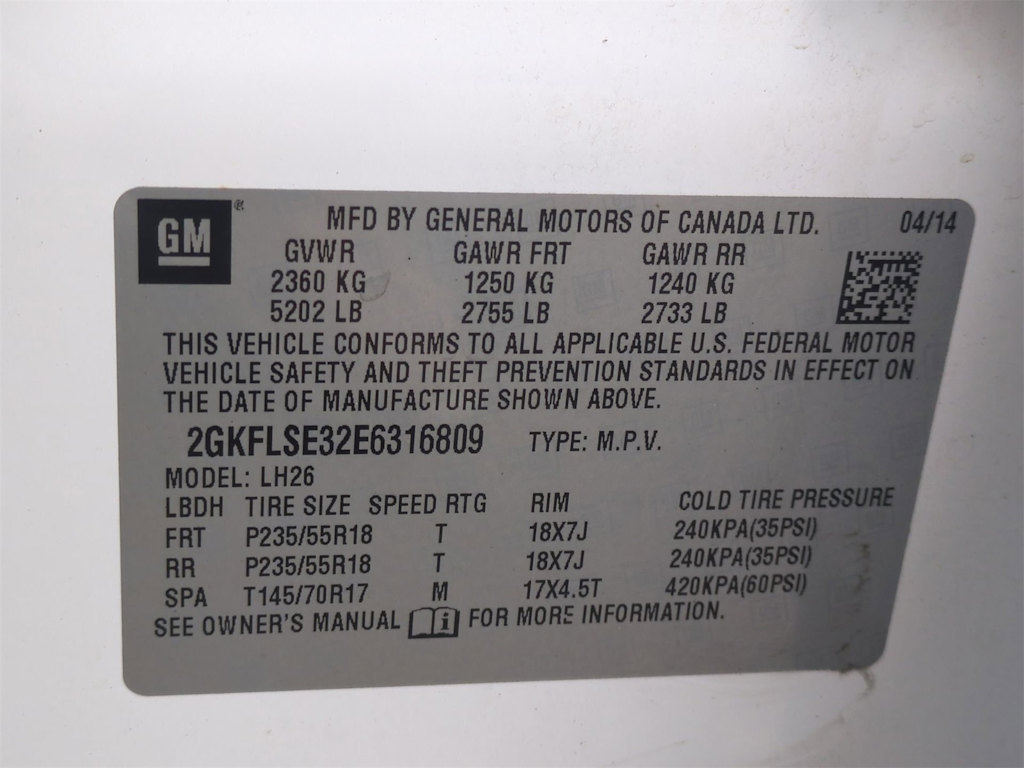 GM ® MFD BY GENERAL MOTORS OF CANADA LTD. 04/14
GVWR GAWR FRT GAWR RR
2360 KG 1250 KG 1240 KG
5202 LB 2755 LB 2733 LB
THIS VEHICLE CONFORMS TO ALL APPLICABLE U.S. FEDERAL MOTOR
VEHICLE SAFETY AND THEFT PREVENTION STANDARDS IN EFFECT ON
THE DATE OF MANUFACTURE SHOWN ABOVE.
2GKFLSE32E6316809 TYPE: M.P.V.
MODEL: LH26
LBDH TIRE SIZE SPEED RTG RIM COLD TIRE PRESSURE
FRT P235/55R18 T 18X7J 240KPA(35PSI)
RR P235/55R18 T 18X7J 240KPA(35PSI)
SPA T145/70R17 M 17X4.5T 420KPA(60PSI)
SEE OWNER'S MANUAL i FOR MORE INFORMATION.